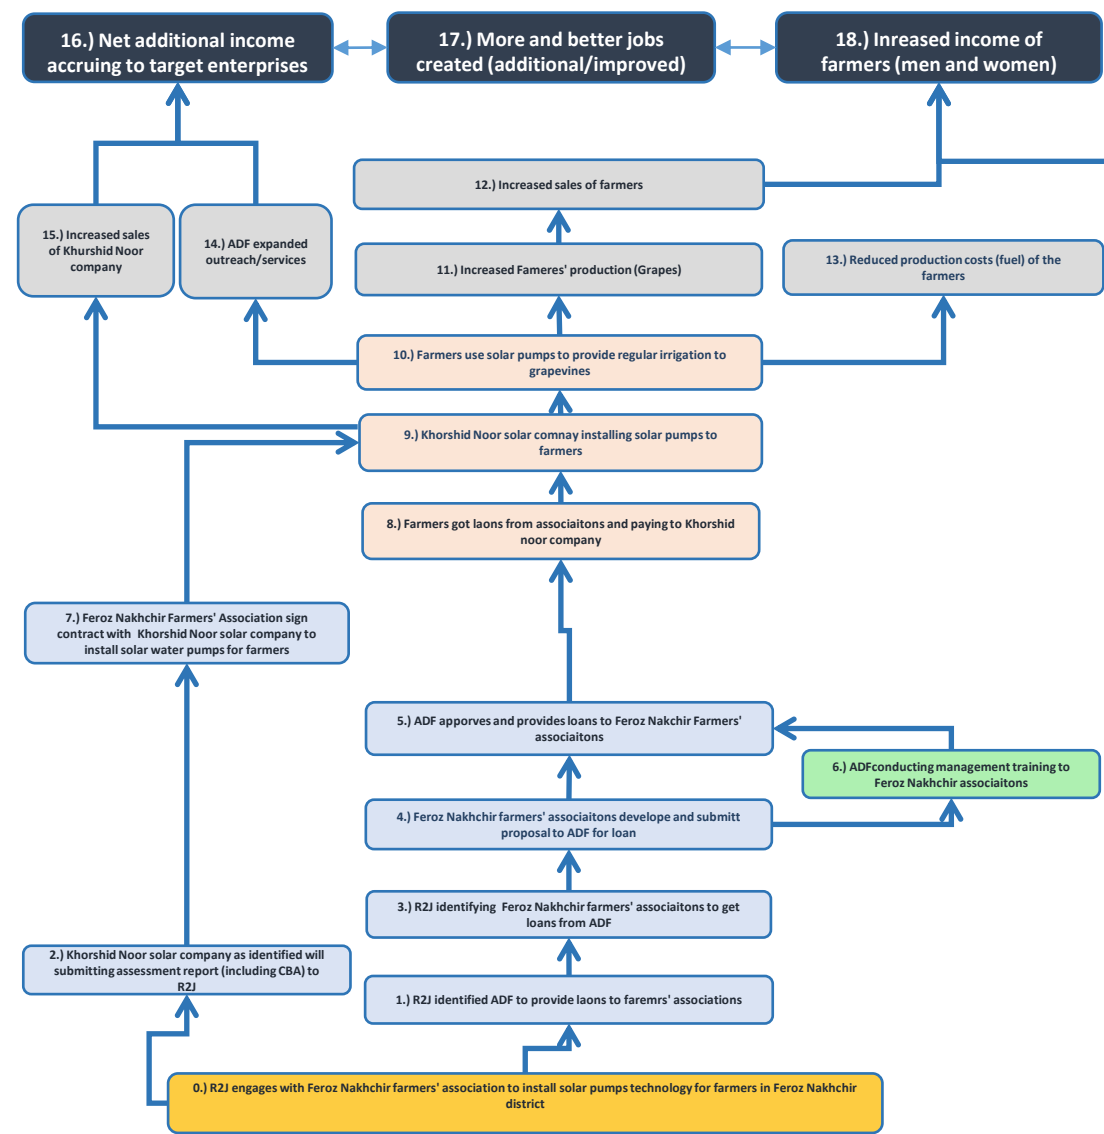 16.) Net additional income
accruing to target enterprises
17.) More and better jobs
created (additional/improved)
18.) Inreased income of
farmers (men and women)
12.) Increased sales of farmers
15.) Increased sales
of Khurshid Noor
company
14.) ADF expanded
outreach/services
11.) Increased Fameres' production (Grapes)
13.) Reduced production costs (fuel) of the
farmers
10.) Farmers use solar pumps to provide regular irrigation to
grapevines
9.) Khorshid Noor solar comnay installing solar pumps to
farmers
8.) Farmers got laons from associaitons and paying to Khorshid
noor company
7.) Feroz Nakhchir Farmers' Association sign
contract with Khorshid Noor solar company to
install solar water pumps for farmers
5.) ADF apporves and provides loans to Feroz Nakchir Farmers'
associaitons
6.) ADFconducting management training to
Feroz Nakhchir associaitons
4.) Feroz Nakhchir farmers' associaitons develope and submitt
proposal to ADF for loan
3.) R2J identifying Feroz Nakhchir farmers' associaitons to get
loans from ADF
2.) Khorshid Noor solar company as identified will
submitting assessment report (including CBA) to
R2J
1.) R2J identified ADF to provide laons to faremrs' associations
0.) R2J engages with Feroz Nakhchir farmers' association to install solar pumps technology for farmers in Feroz Nakhchir
district